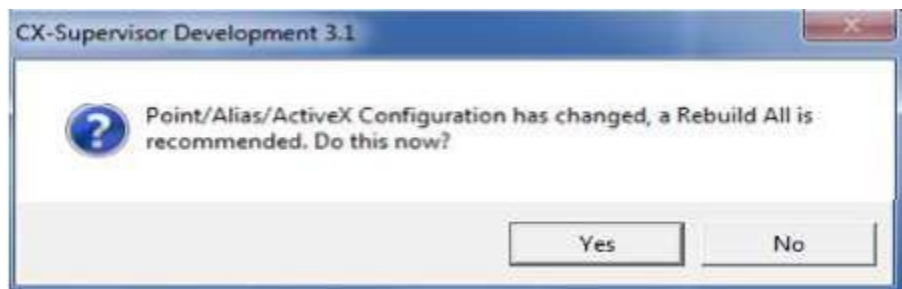 CX-Supervisor Development 3.1
Point/Alias/ActiveX Configuration has changed, a Rebuild All is
recommended. Do this now?
Yes No